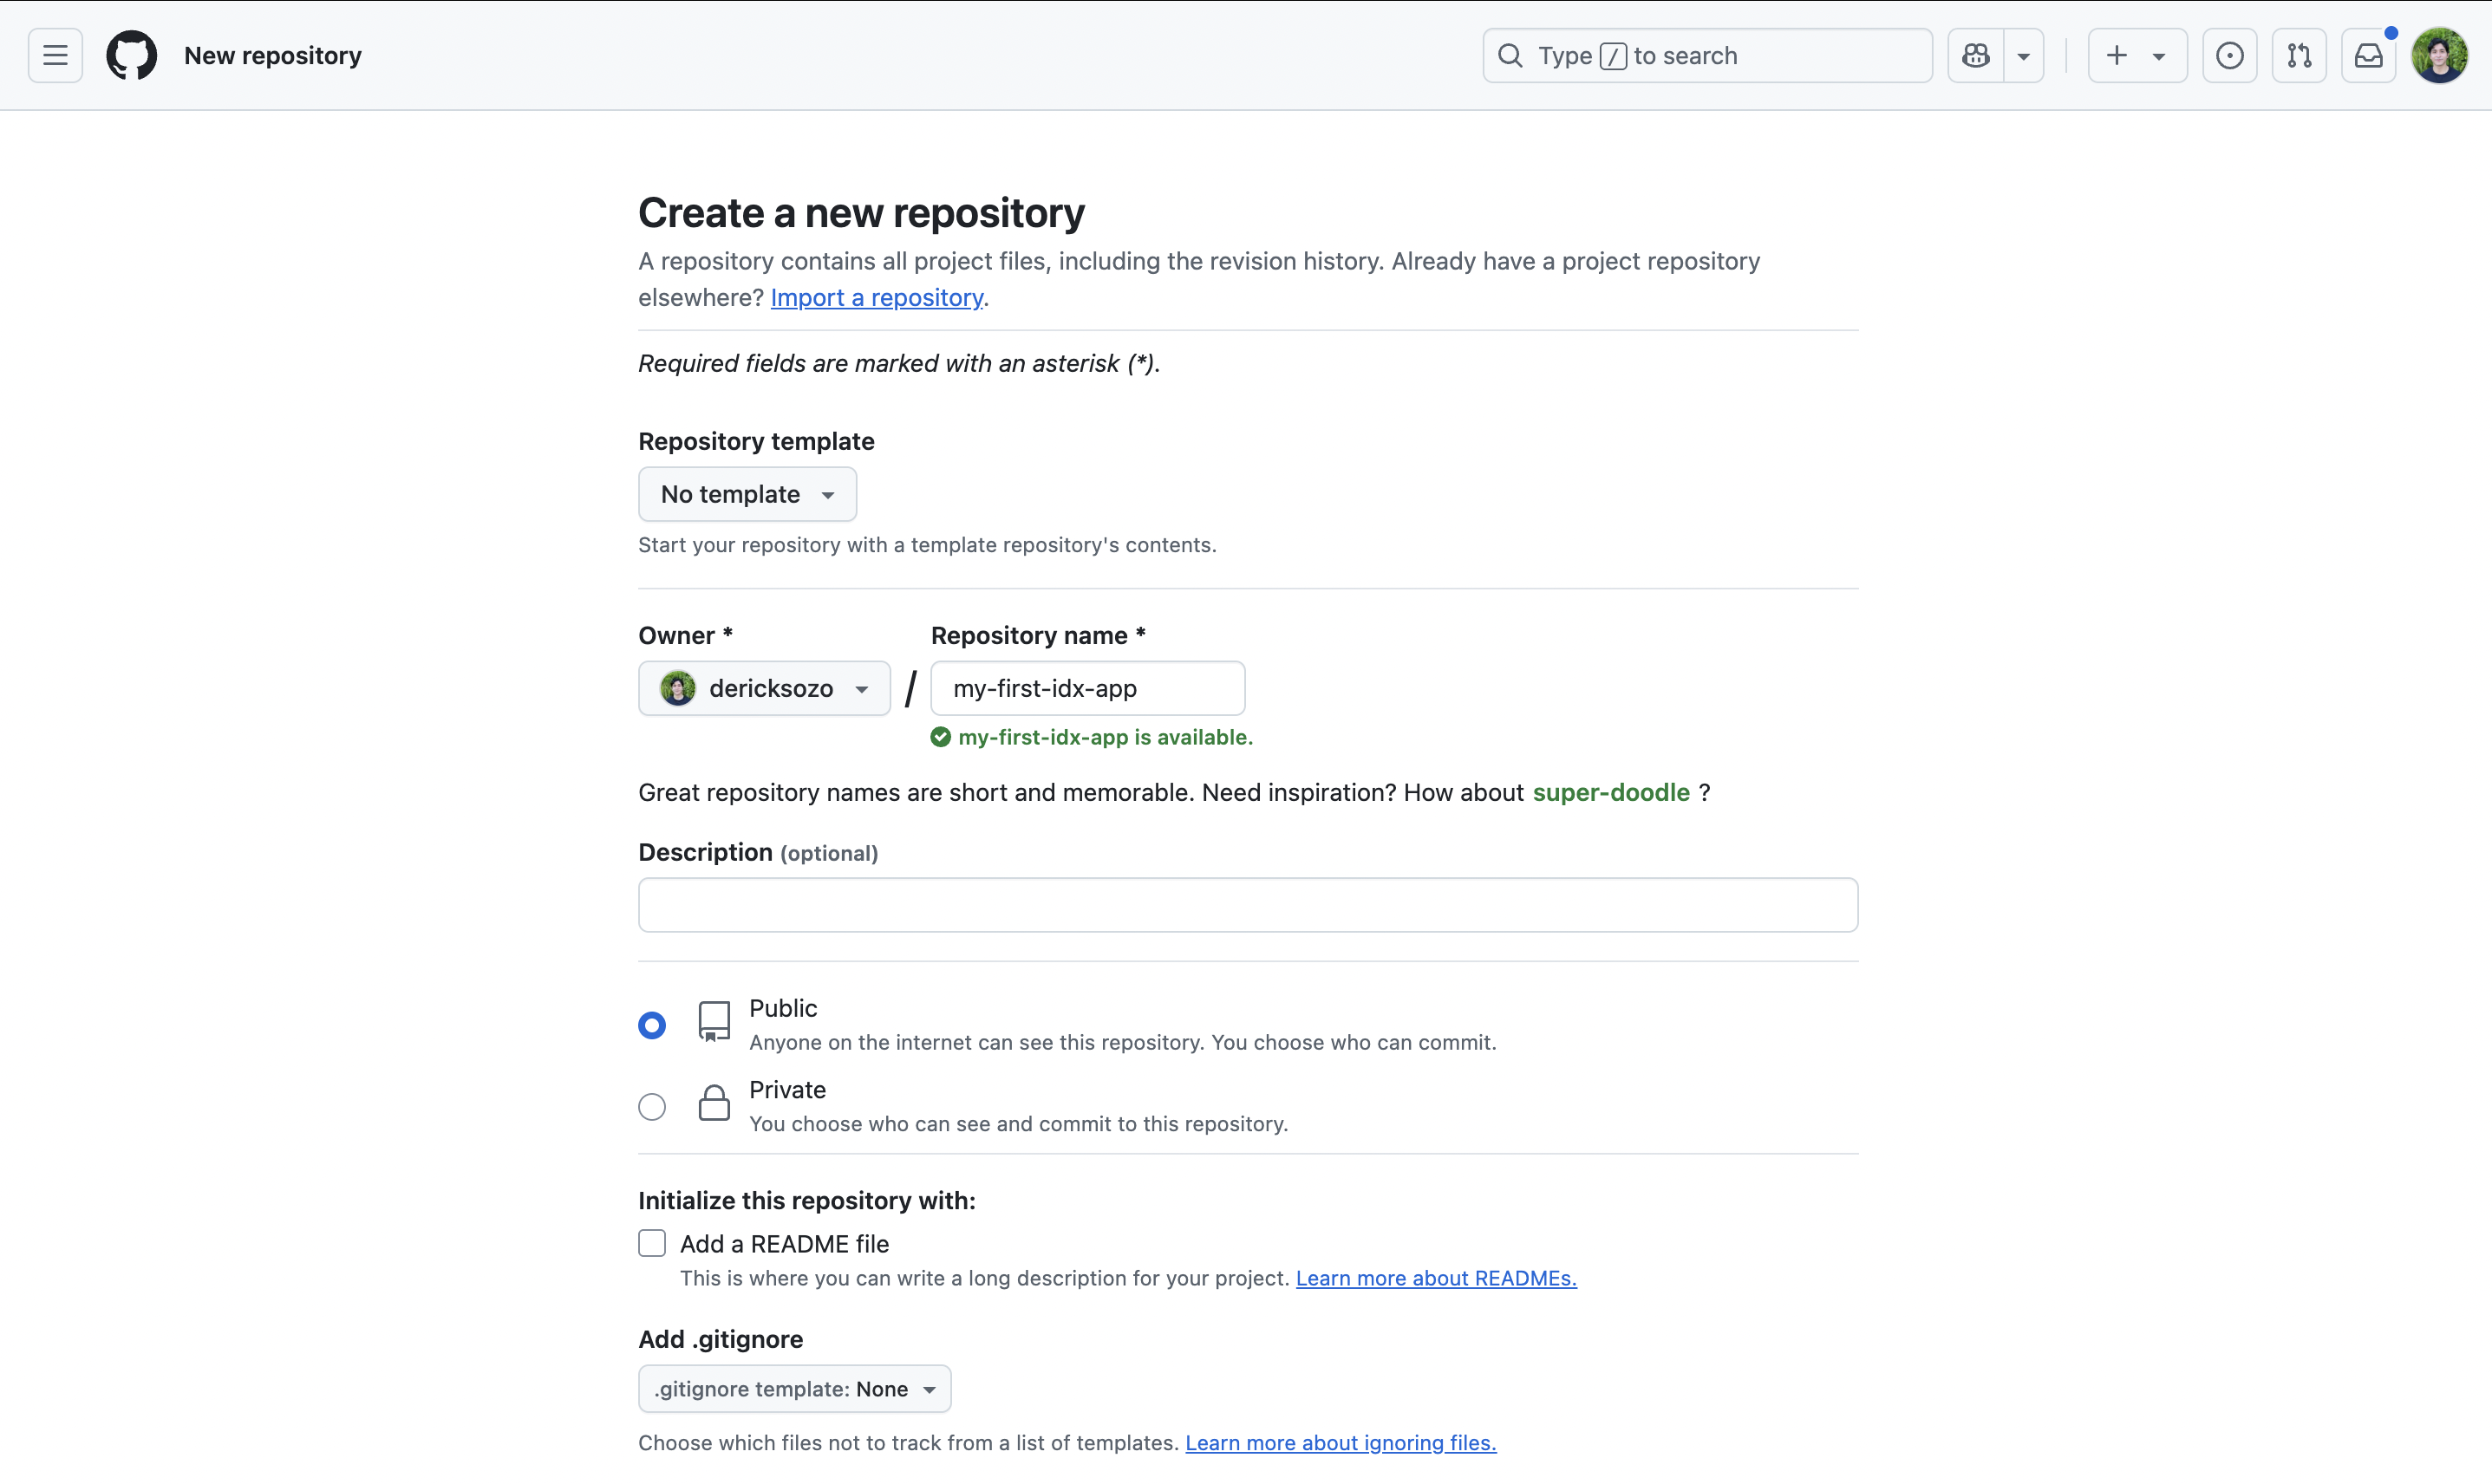 New repository
Type / to search
Create a new repository
A repository contains all project files, including the revision history. Already have a project repository
elsewhere? Import a repository.
Required fields are marked with an asterisk (*).
Repository template
No template
Start your repository with a template repository's contents.
Owner *
Repository name *
dericksozo / my-first-idx-app
my-first-idx-app is available.
Great repository names are short and memorable. Need inspiration? How about super-doodle ?
Description (optional)
Public
Anyone on the internet can see this repository. You choose who can commit.
Private
You choose who can see and commit to this repository.
Initialize this repository with:
Add a README file
This is where you can write a long description for your project. Learn more about READMEs.
Add .gitignore
.gitignore template: None
Choose which files not to track from a list of templates. Learn more about ignoring files.